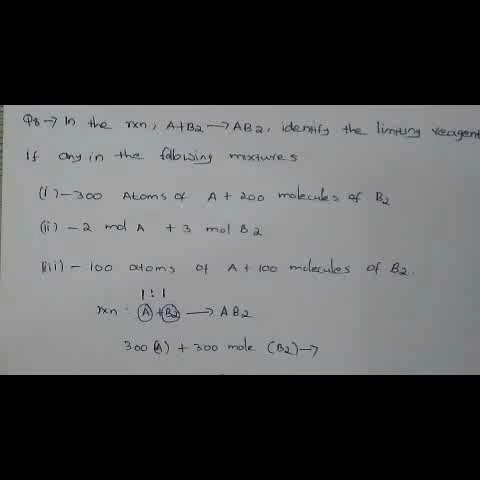 Q8 → In the rxn, A+B2 → AB2, identify the limiting reagent
If any in the following mixtures
(i) - 300 Atoms of A + 200 molecules of B2
(ii) - 2 mol A + 3 mol B2
(iii) - 100 atoms of A + 100 molecules of B2.
1 : 1
rxn : A + B2 → AB2
300 (A) + 300 mole (B2) →